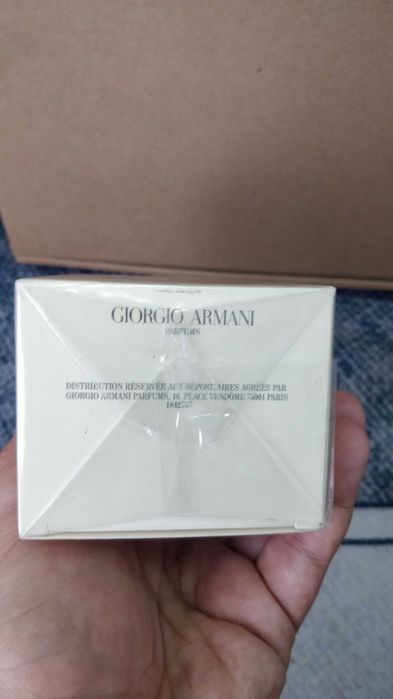 GIORGIO ARMANI
PARFUMS
DISTRIBUTION RÉSERVÉE AUX DÉPOSITAIRES AGRÉÉS PAR
GIORGIO ARMANI PARFUMS, 16, PLACE VENDÔME 75001 PARIS